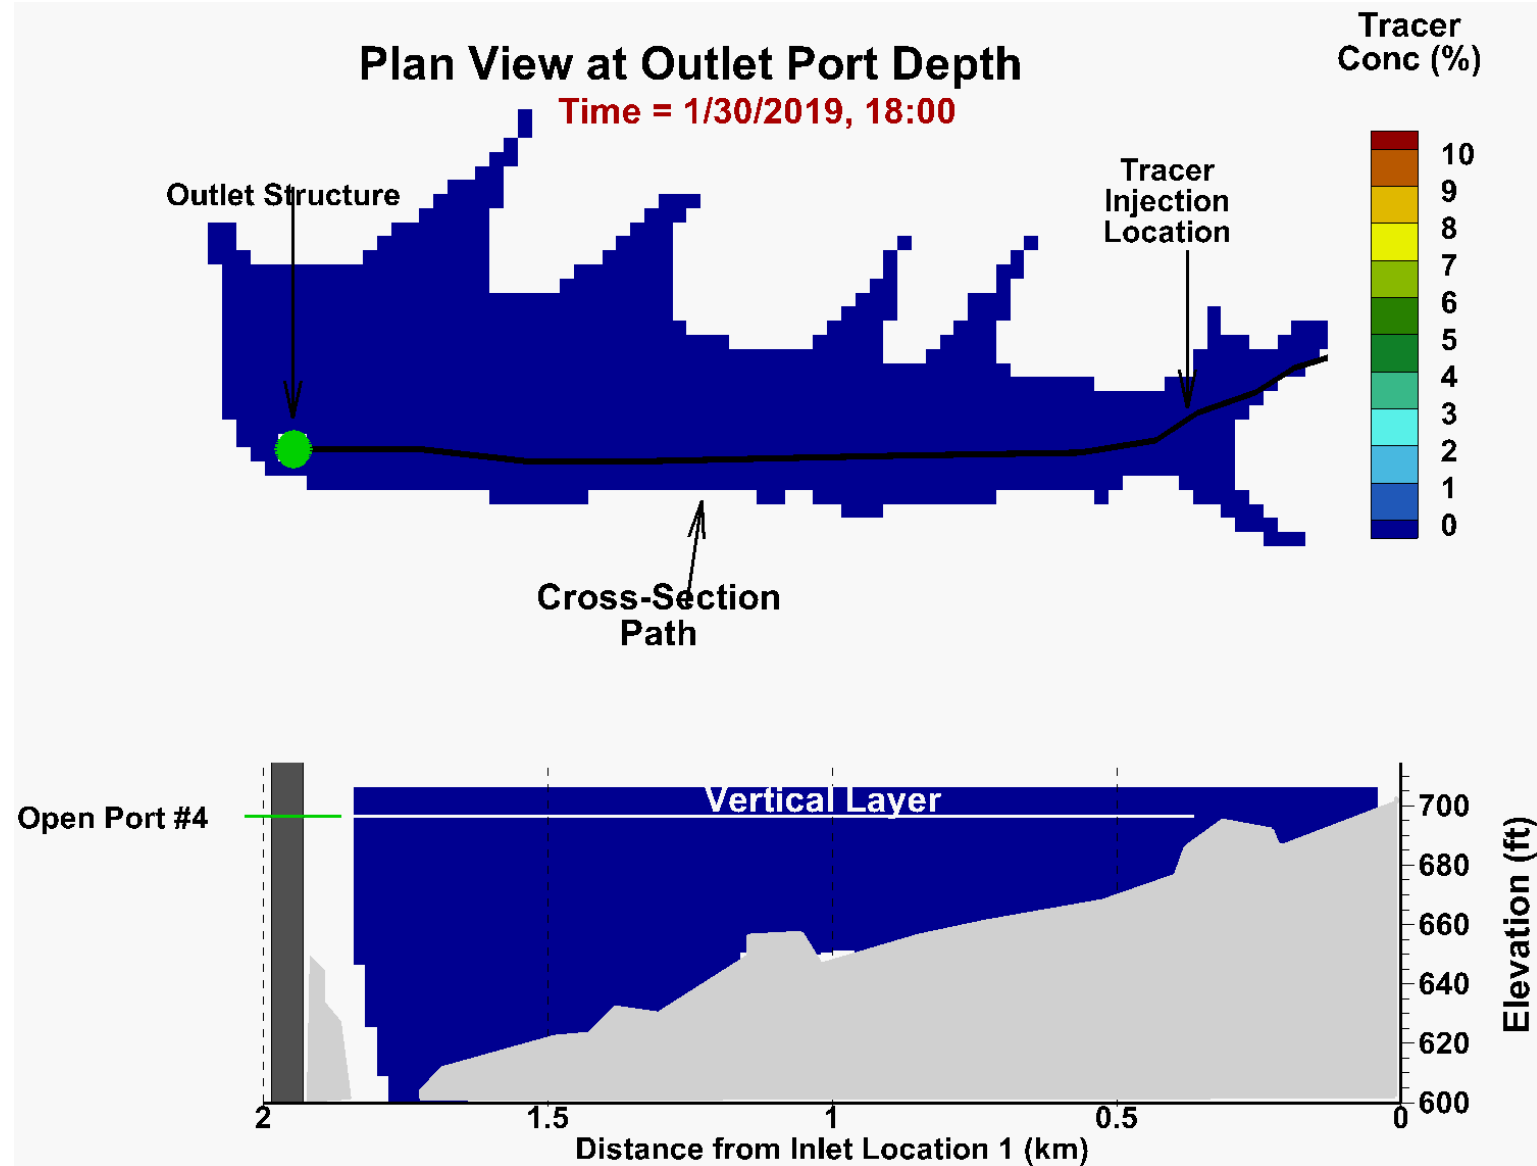 Tracer
Conc (%)
Plan View at Outlet Port Depth
Time = 1/30/2019, 18:00
Outlet Structure
Tracer
Injection
Location
10
9
8
7
6
5
4
3
2
1
0
Cross-Section
Path
Open Port #4
Vertical Layer
700
680
660
640
620
600
Elevation (ft)
2
1.5
1
0.5
0
Distance from Inlet Location 1 (km)